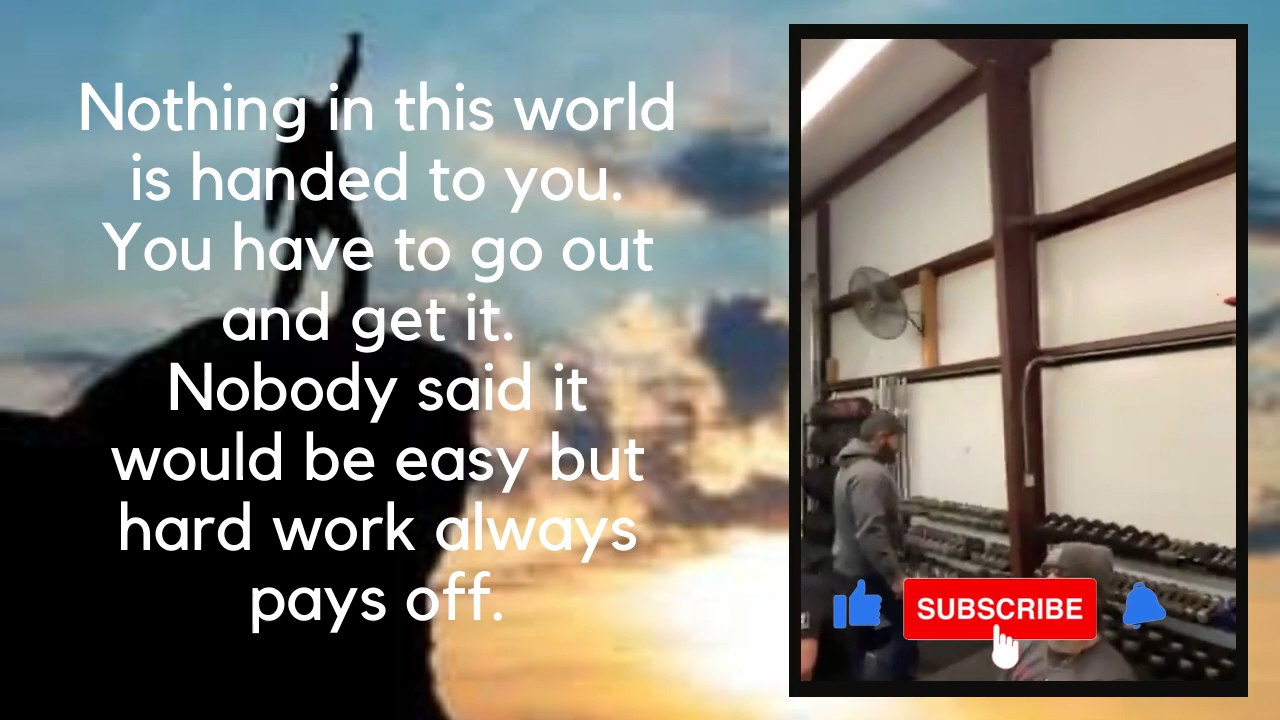 Nothing in this world
is handed to you.
You have to go out
and get it.
Nobody said it
would be easy but
hard work always
pays off.
SUBSCRIBE